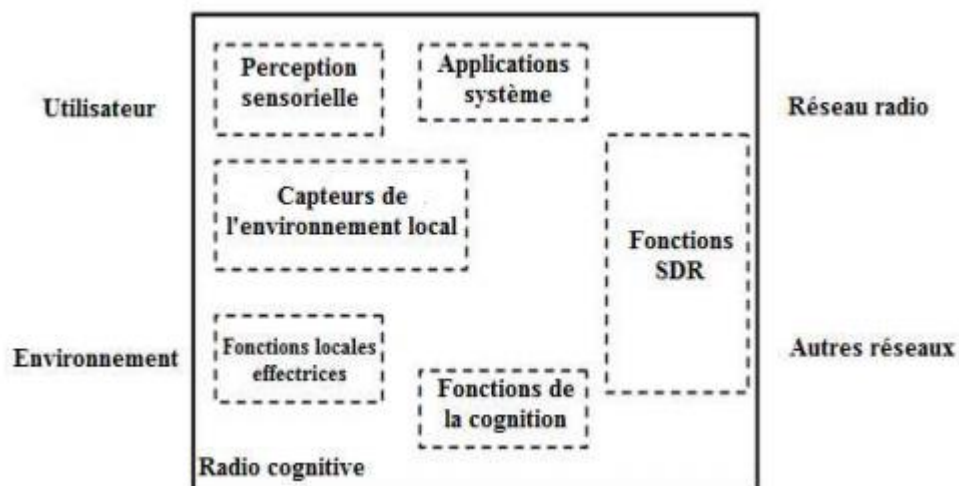 Utilisateur
Environnement
Perception
sensorielle
Applications
système
Capteurs de
l'environnement local
Fonctions
SDR
Fonctions locales
effectrices
Fonctions de
la cognition
Radio cognitive
Réseau radio
Autres réseaux